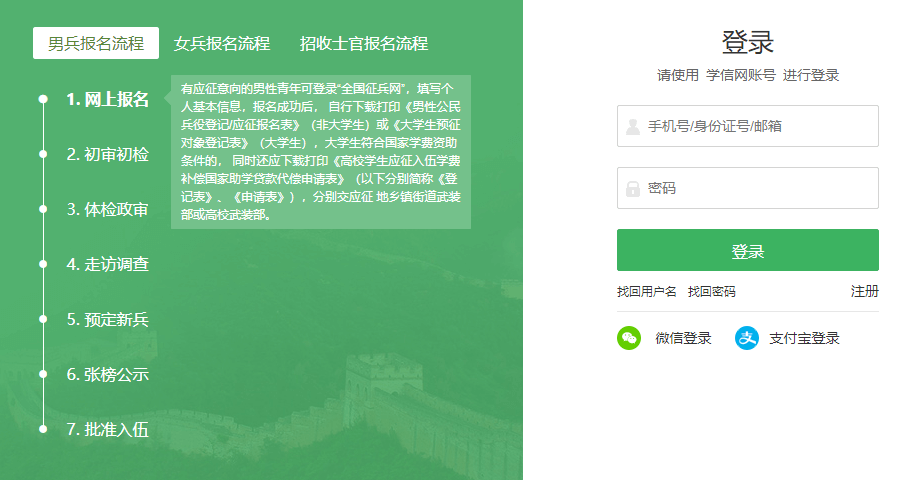 男兵报名流程 女兵报名流程 招收士官报名流程
1. 网上报名
有应征意向的男性青年可登录“全国征兵网”，填写个
人基本信息，报名成功后， 自行下载打印《男性公民
兵役登记/应征报名表》（非大学生）或《大学生预征
对象登记表》（大学生），大学生符合国家学费资助
条件的， 同时还应下载打印《高校学生应征入伍学费
补偿国家助学贷款代偿申请表》（以下分别简称《登
记表》、《申请表》），分别交应征 地乡镇街道武装
部或高校武装部。
2. 初审初检
3. 体检政审
4. 走访调查
5. 预定新兵
6. 张榜公示
7. 批准入伍
登录
请使用 学信网账号 进行登录
手机号/身份证号/邮箱
密码
登录
找回用户名 找回密码 注册
微信登录 支付宝登录